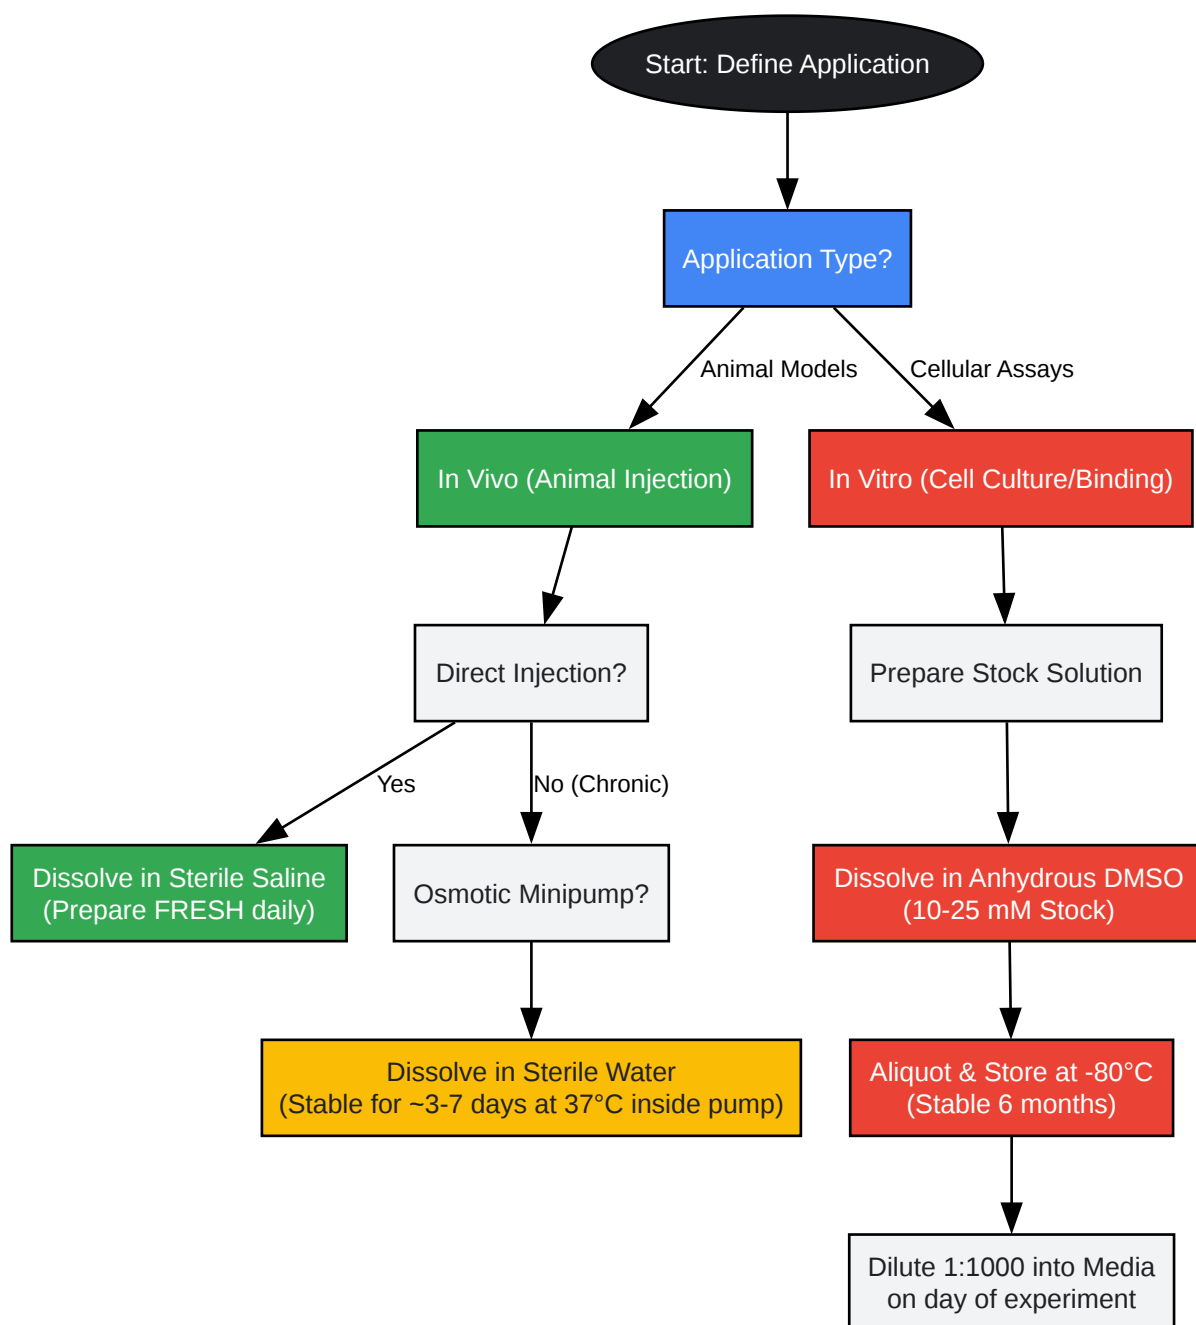 Start: Define Application
Application Type?
Animal Models
Cellular Assays
In Vivo (Animal Injection)
In Vitro (Cell Culture/Binding)
Direct Injection?
Prepare Stock Solution
Yes
No (Chronic)
Dissolve in Sterile Saline
(Prepare FRESH daily)
Osmotic Minipump?
Dissolve in Anhydrous DMSO
(10-25 mM Stock)
Dissolve in Sterile Water
(Stable for ~3-7 days at 37°C inside pump)
Aliquot & Store at -80°C
(Stable 6 months)
Dilute 1:1000 into Media
on day of experiment